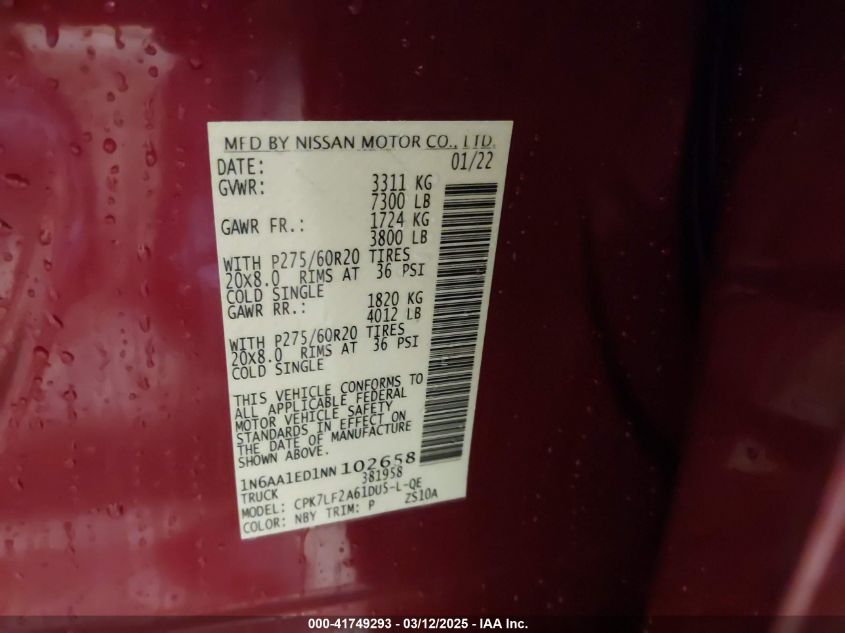 MFD BY NISSAN MOTOR CO., LTD.
DATE: 01/22
GVWR: 3311 KG
7300 LB
GAWR FR.: 1724 KG
3800 LB
WITH P275/60R20 TIRES
20X8.0 RIMS AT 36 PSI
COLD SINGLE
GAWR RR.: 1820 KG
4012 LB
WITH P275/60R20 TIRES
20X8.0 RIMS AT 36 PSI
COLD SINGLE
THIS VEHICLE CONFORMS TO
ALL APPLICABLE FEDERAL
MOTOR VEHICLE SAFETY
STANDARDS IN EFFECT ON
THE DATE OF MANUFACTURE
SHOWN ABOVE.
1N6AA1ED1NN102658
TRUCK 381958
MODEL: CPK7LF2A61DU5-L-QE
COLOR: NBY TRIM: P ZS10A
000-41749293 - 03/12/2025 - IAA Inc.